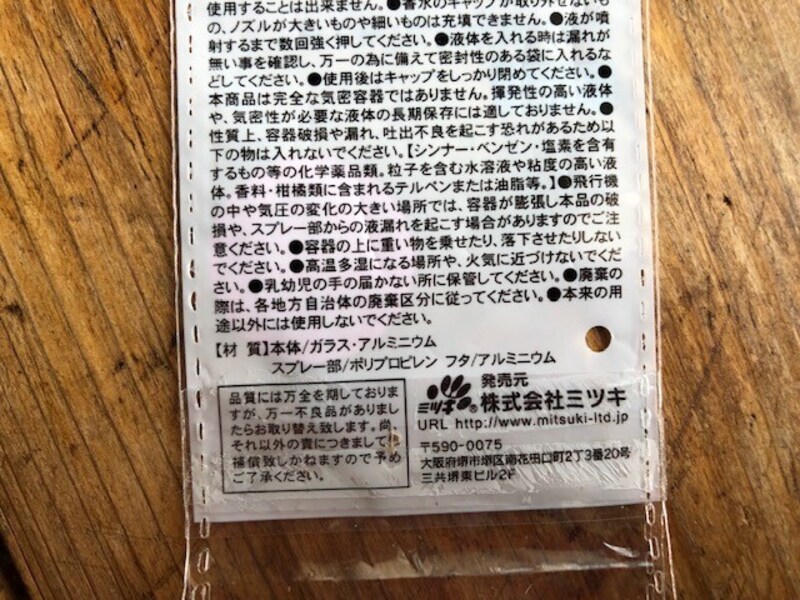 使用することは出来ません。●香水のキャップが取り外せないも
の、ノズルが大きいものや細いものは充填できません。●液が噴
射するまで数回強く押してください。●液体を入れる時は漏れが
無い事を確認し、万一の為に備えて密封性のある袋に入れるな
どしてください。●使用後はキャップをしっかり閉めてください。●
本商品は完全な気密容器ではありません。揮発性の高い液体
や、気密性が必要な液体の長期保存には適しておりません。●
性質上、容器破損や漏れ、吐出不良を起こす恐れがあるため以
下の物は入れないでください。【シンナー・ベンゼン・塩素を含有
するもの等の化学薬品類。粒子を含む水溶液や粘度の高い液
体。香料・柑橘類に含まれるテルペンまたは油脂等。】●飛行機
の中や気圧の変化の大きい場所では、容器が膨張し本品の破
損や、スプレー部からの液漏れを起こす場合がありますのでご注
意ください。●容器の上に重い物を乗せたり、落下させたりしない
でください。●高温多湿になる場所や、火気に近づけないでくだ
さい。●乳幼児の手の届かない所に保管してください。●廃棄の
際は、各地方自治体の廃棄区分に従ってください。●本来の用
途以外には使用しないでください。
【材 質】本体/ガラス・アルミニウム
スプレー部/ポリプロピレン フタ/アルミニウム
品質には万全を期しておりま
すが、万一不良品がありまし
たらお取り替え致します。尚、
それ以外の責につきましては
補償致しかねますので予め
ご了承ください。
ミツキ®
発売元
株式会社ミツキ
URL http://www.mitsuki-ltd.jp
〒590-0075
大阪府堺市堺区南花田口町2丁3番20号
三共堺東ビル2F